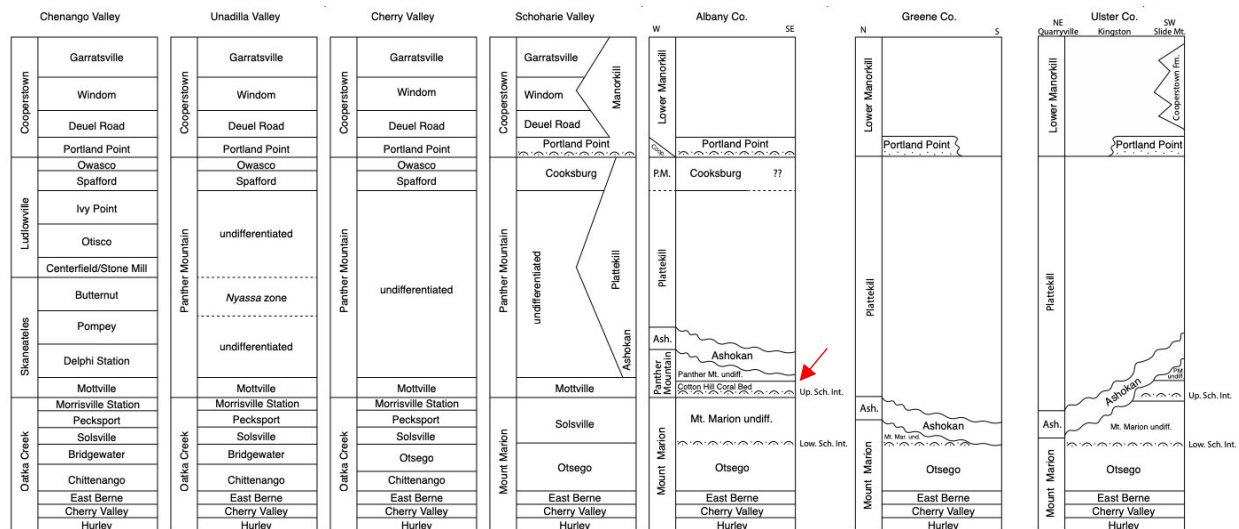 Chenango Valley
Cooperstown
Garratsville
Windom
Deuel Road
Portland Point
Ludlowville
Owasco
Spafford
Ivy Point
Otisco
Centerfield/Stone Mill
Skaneateles
Butternut
Pompey
Delphi Station
Mottville
Oatka Creek
Morrisville Station
Pecksport
Solsville
Bridgewater
Chittenango
East Berne
Cherry Valley
Hurley
Unadilla Valley
Cooperstown
Garratsville
Windom
Deuel Road
Portland Point
Panther Mountain
Owasco
Spafford
undifferentiated
Nyassa zone
undifferentiated
Mottville
Oatka Creek
Morrisville Station
Pecksport
Solsville
Bridgewater
Chittenango
East Berne
Cherry Valley
Hurley
Cherry Valley
Cooperstown
Garratsville
Windom
Deuel Road
Portland Point
Panther Mountain
Owasco
Spafford
undifferentiated
Mottville
Oatka Creek
Morrisville Station
Pecksport
Solsville
Otsego
Chittenango
East Berne
Cherry Valley
Hurley
Schoharie Valley
Cooperstown
Garratsville
Windom
Deuel Road
Manorkill
Portland Point
Panther Mountain
Cooksburg
undifferentiated
Plattekill
Ashokan
Mottville
Mount Marion
Solsville
Otsego
East Berne
Cherry Valley
Hurley
Albany Co.
W SE
Lower Manorkill
Coop.
Portland Point
P.M.
Cooksburg ??
Plattekill
Ash.
Ashokan
Panther Mountain
Panther Mt. undiff.
Cotton Hill Coral Bed
Up. Sch. Int.
Mount Marion
Mt. Marion undiff.
Low. Sch. Int.
Otsego
East Berne
Cherry Valley
Hurley
Greene Co.
N S
Lower Manorkill
Portland Point
Plattekill
Ash.
Ashokan
Mount Marion
Mt. Mar. und.
Otsego
East Berne
Cherry Valley
Hurley
Ulster Co.
NE SW
Quarryville Kingston Slide Mt.
Lower Manorkill
Cooperstown Fm.
Portland Point
Plattekill
Ashokan
PM undiff.
Up. Sch. Int.
Ash.
Mt. Marion undiff.
Low. Sch. Int.
Mount Marion
Otsego
East Berne
Cherry Valley
Hurley